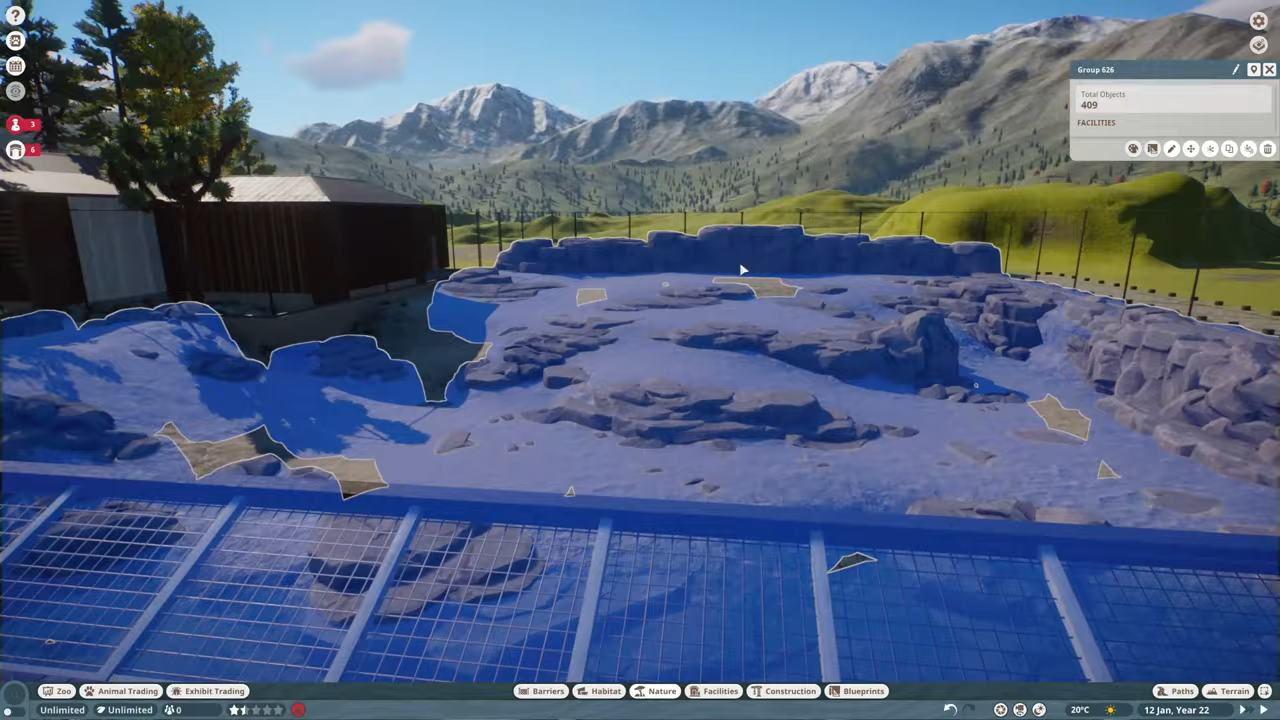 ?
3
6
Group 626
Total Objects
409
FACILITIES
Zoo
Animal Trading
Exhibit Trading
Barriers
Habitat
Nature
Facilities
Construction
Blueprints
Paths
Terrain
Unlimited
Unlimited
0
20°C
12 Jan, Year 22